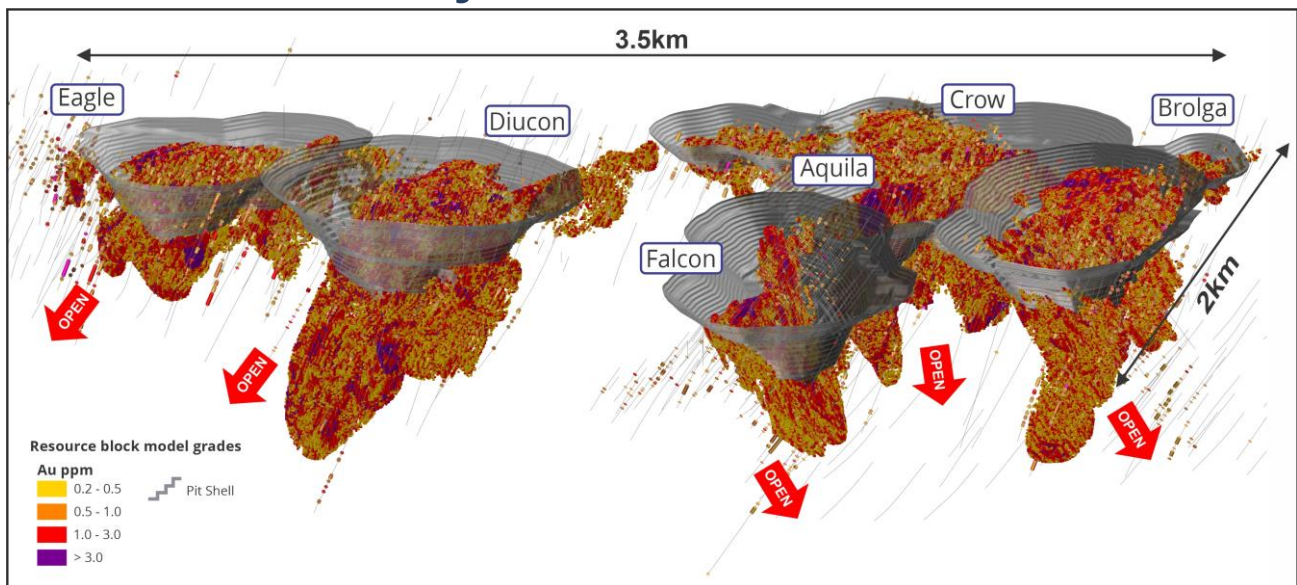 3.5km
Eagle
Diucon
Crow
Brolga
Aquila
Falcon
2km
OPEN
OPEN
OPEN
OPEN
OPEN
Resource block model grades
Au ppm
0.2 - 0.5
0.5 - 1.0
1.0 - 3.0
> 3.0
Pit Shell